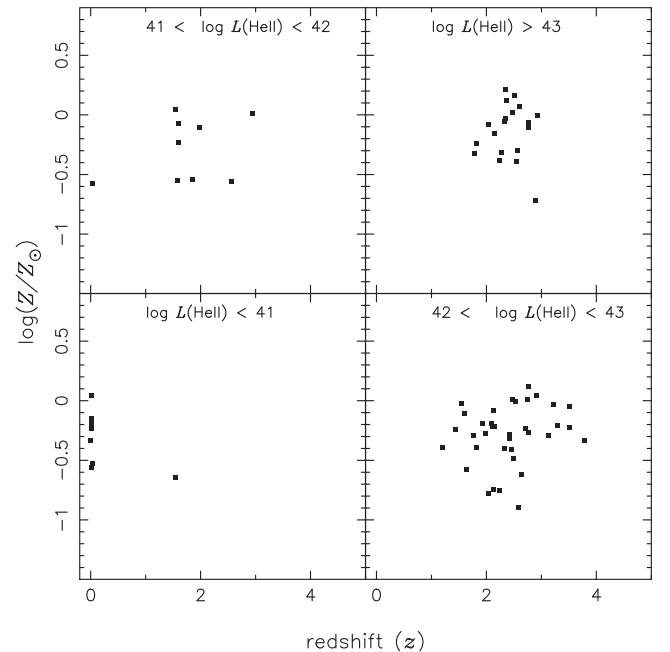 41 < log L(HeII) < 42
log L(HeII) > 43
0.5
0
−0.5
−1
log(Z/Z⊙)
log L(HeII) < 41
42 < log L(HeII) < 43
0.5
0
−0.5
−1
0 2 4 0 2 4
redshift (z)